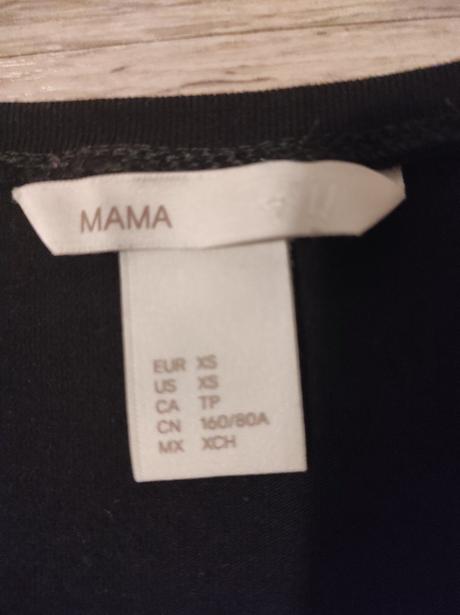 MAMA
EUR XS
US XS
CA TP
CN 160/80A
MX XCH